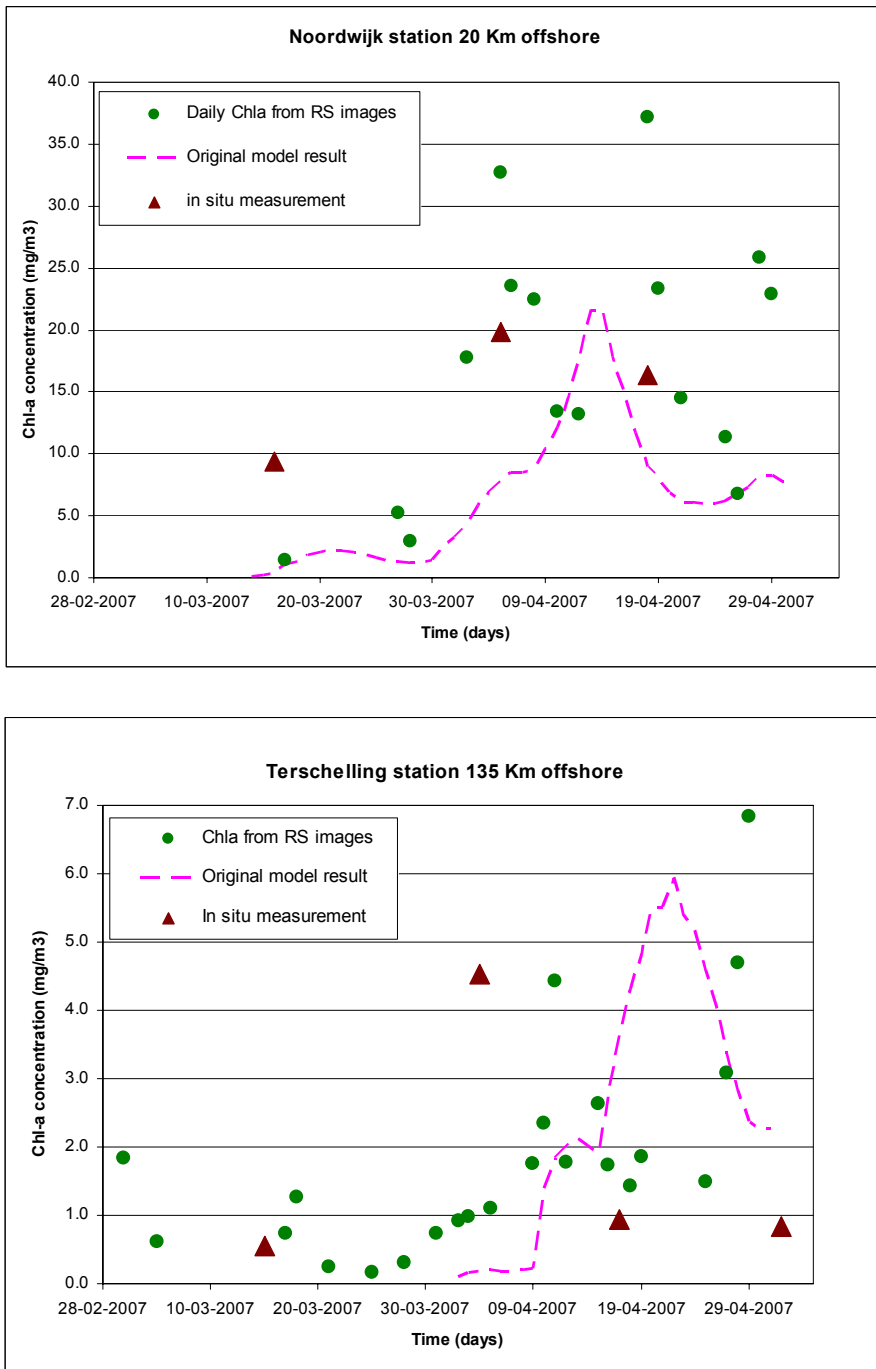 Noordwijk station 20 Km offshore
40.0
35.0
30.0
25.0
20.0
15.0
10.0
5.0
0.0
Chl-a concentration (mg/m3)
Daily Chla from RS images
Original model result
in situ measurement
28-02-2007 10-03-2007 20-03-2007 30-03-2007 09-04-2007 19-04-2007 29-04-2007
Time (days)
Terschelling station 135 Km offshore
7.0
6.0
5.0
4.0
3.0
2.0
1.0
0.0
Chl-a concentration (mg/m3)
Chla from RS images
Original model result
In situ measurement
28-02-2007 10-03-2007 20-03-2007 30-03-2007 09-04-2007 19-04-2007 29-04-2007
Time (days)